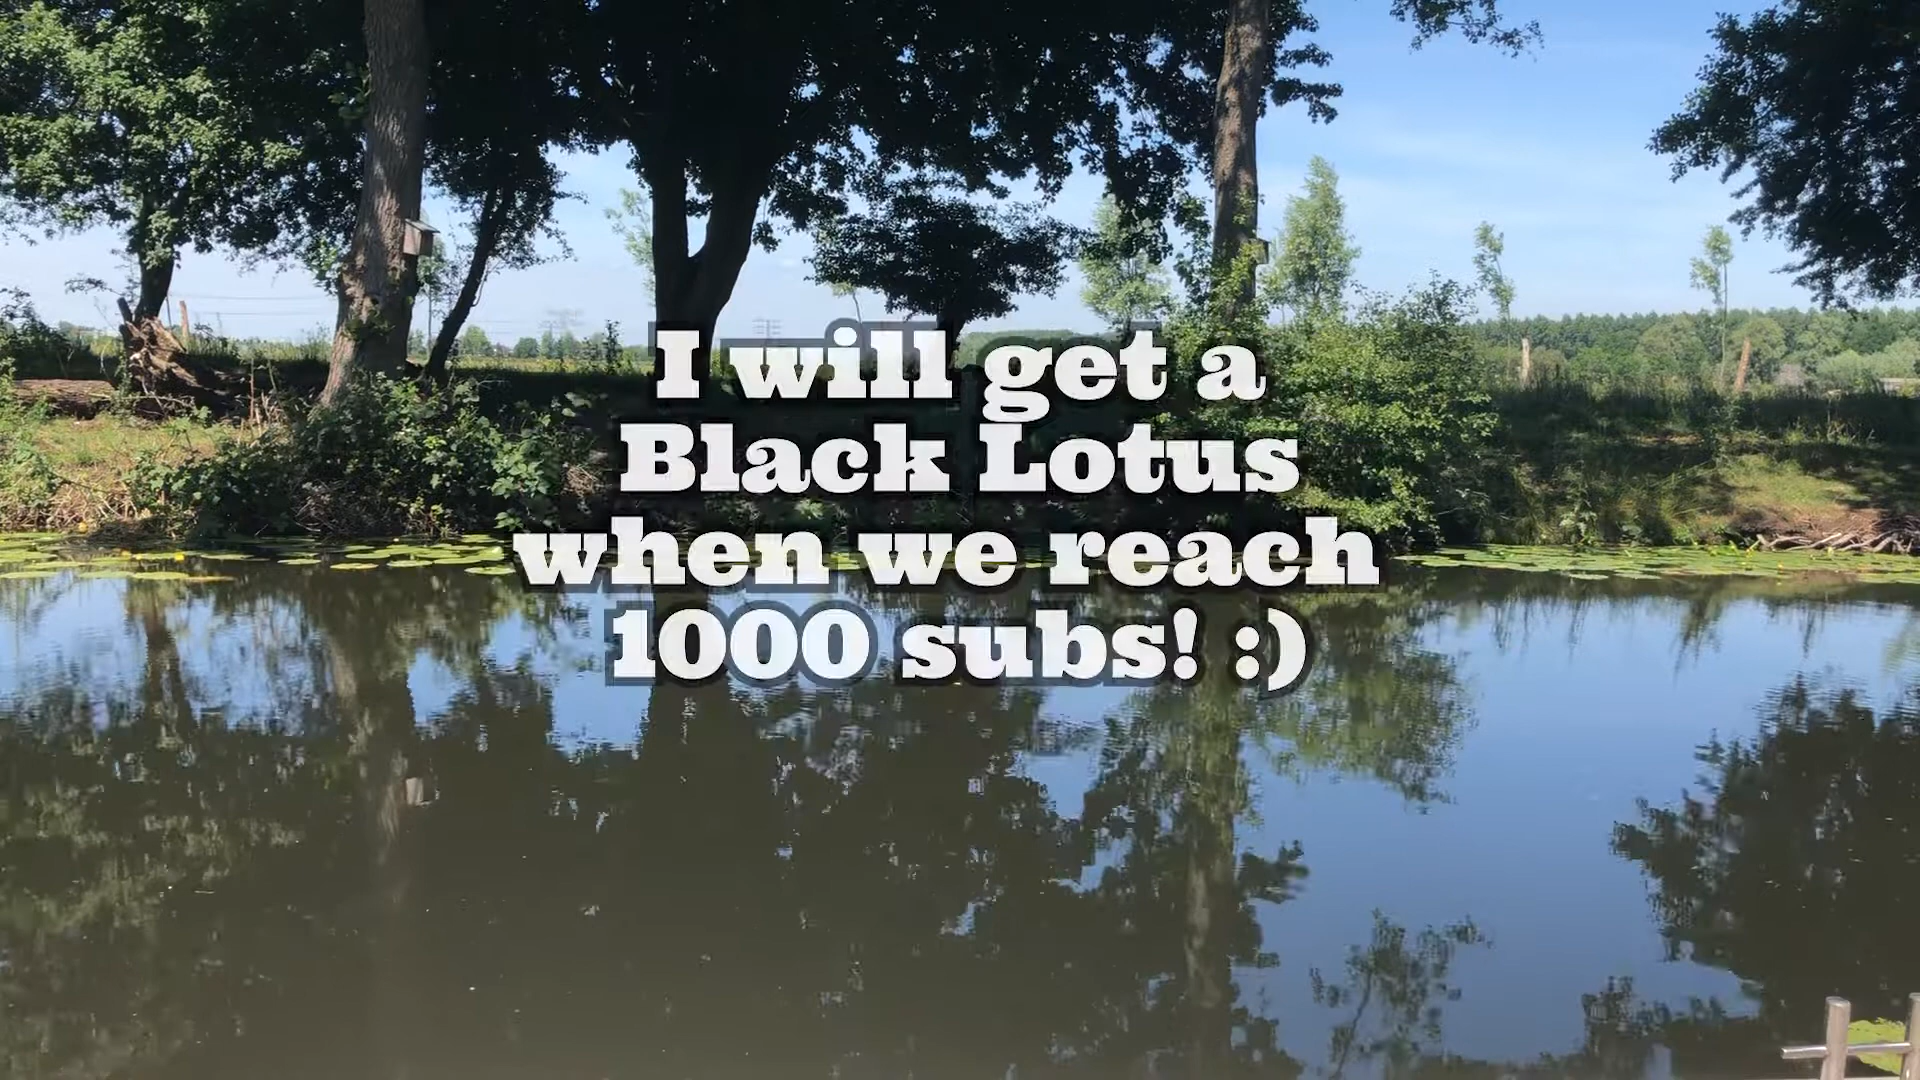 I will get a
Black Lotus
when we reach
1000 subs! :)